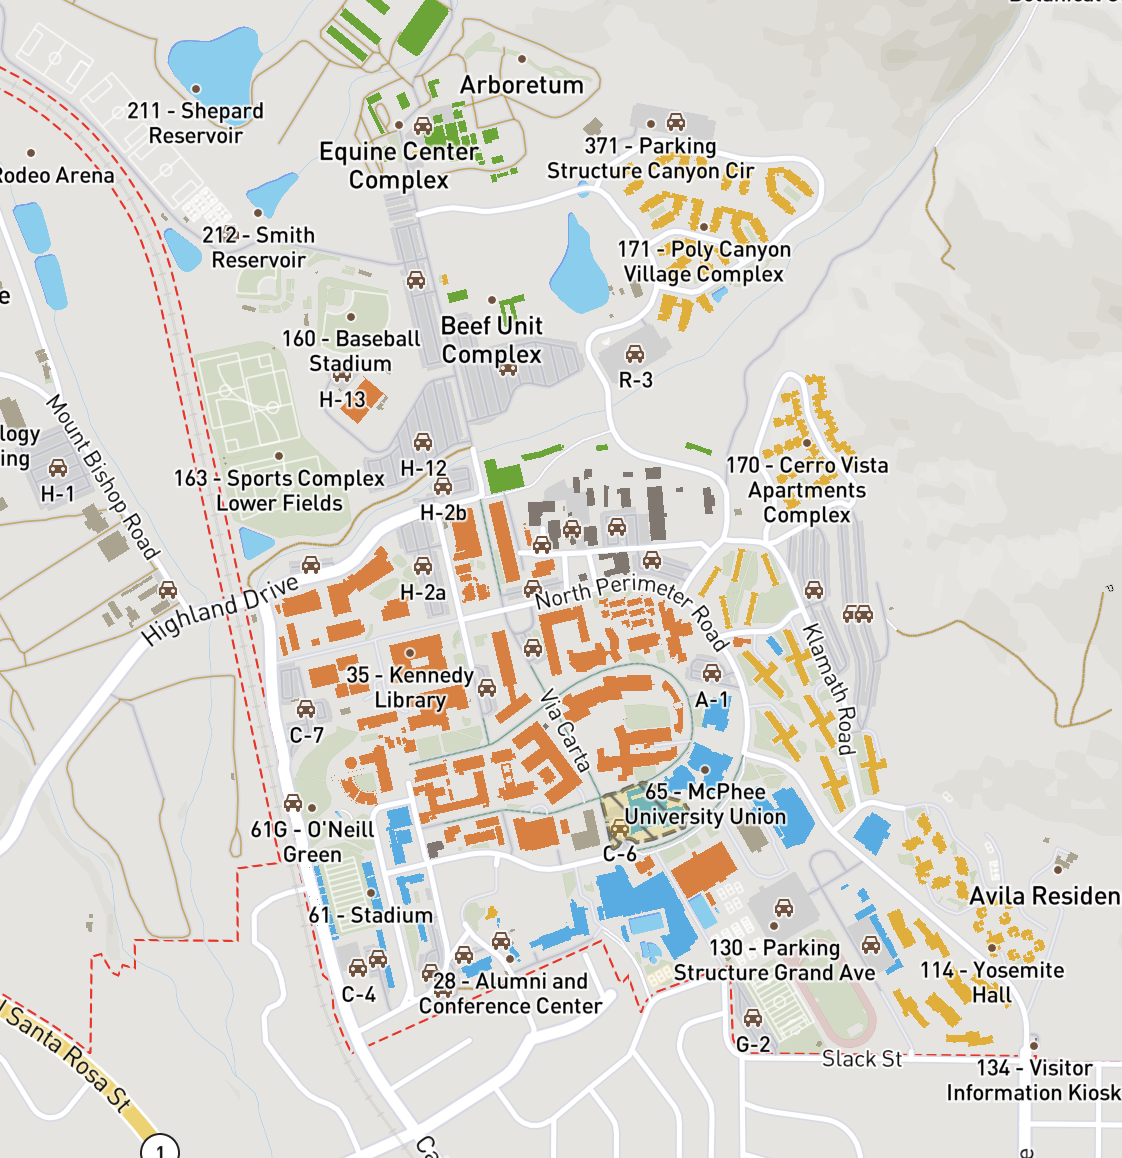 Arboretum
211 - Shepard
Reservoir
371 - Parking
Structure Canyon Cir
Equine Center
Complex
Rodeo Arena
212 - Smith
Reservoir
171 - Poly Canyon
Village Complex
160 - Baseball
Stadium
Beef Unit
Complex
R-3
H-13
Mount Bishop Road
logy
ing
H-1
H-12
163 - Sports Complex
Lower Fields
170 - Cerro Vista
Apartments
Complex
H-2b
H-2a
Highland Drive
North Perimeter Road
Klamath Road
35 - Kennedy
Library
A-1
Via Carta
C-7
65 - McPhee
University Union
61G - O'Neill
Green
C-6
Avila Residen
61 - Stadium
130 - Parking
Structure Grand Ave
114 - Yosemite
Hall
28 - Alumni and
Conference Center
C-4
G-2
Slack St
Santa Rosa St
134 - Visitor
Information Kiosk
1